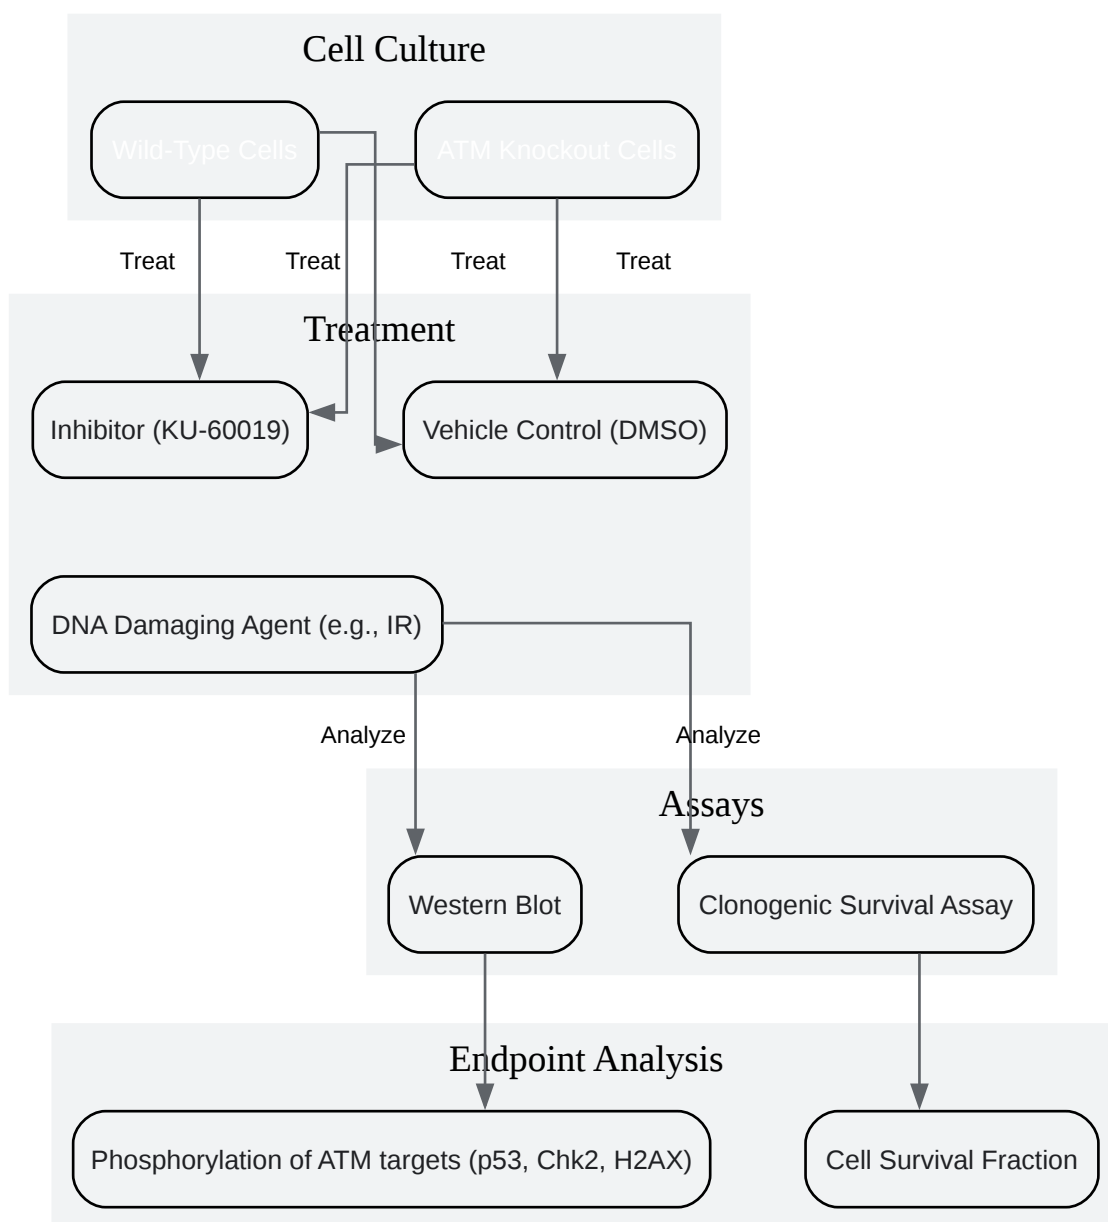 Cell Culture
Wild-Type Cells
ATM Knockout Cells
Treat
Treat
Treat
Treat
Treatment
Inhibitor (KU-60019)
Vehicle Control (DMSO)
DNA Damaging Agent (e.g., IR)
Analyze
Analyze
Assays
Western Blot
Clonogenic Survival Assay
Endpoint Analysis
Phosphorylation of ATM targets (p53, Chk2, H2AX)
Cell Survival Fraction